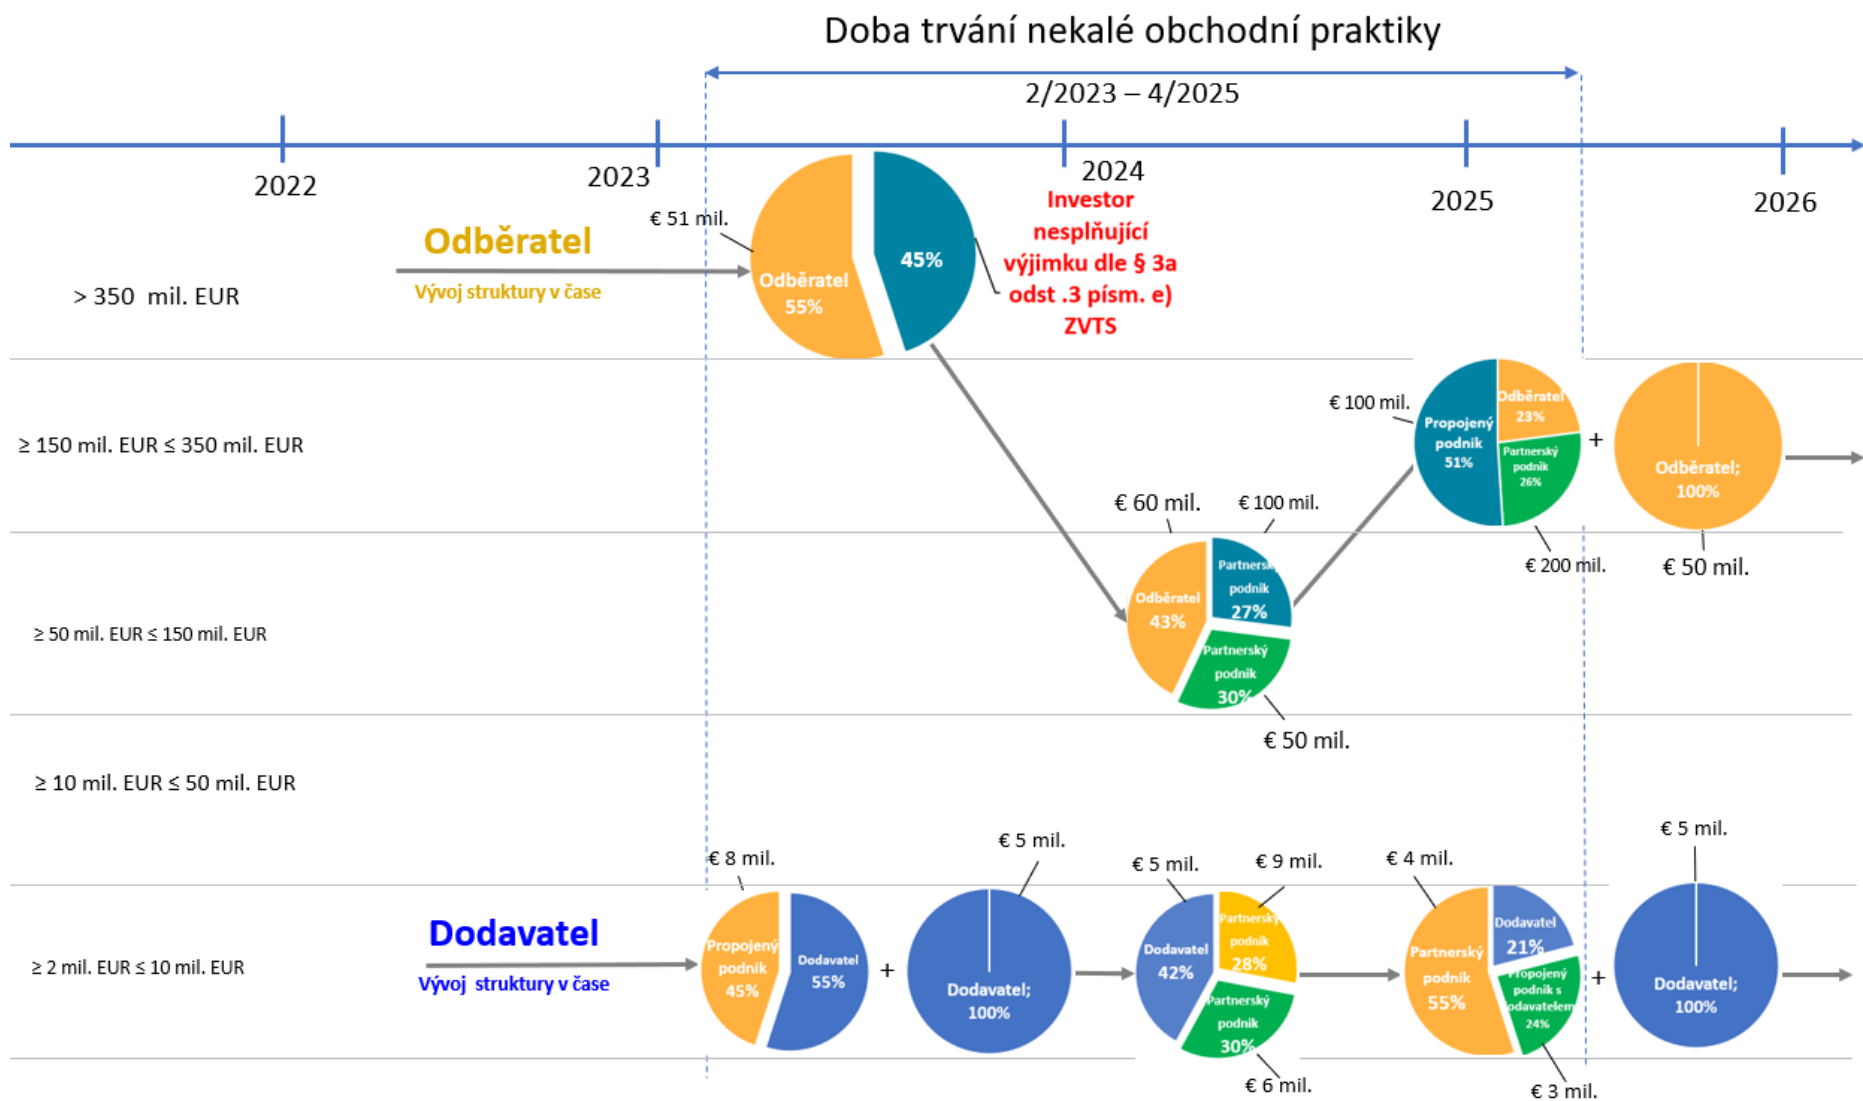 Doba trvání nekalé obchodní praktiky
2/2023 – 4/2025
2022
2023
2024
2025
2026
> 350  mil. EUR
Odběratel
Vývoj struktury v čase
€ 51 mil.
Odběratel
55%
45%
Investor
nesplňující
výjimku dle § 3a
odst .3 písm. e)
ZVTS
≥ 150 mil. EUR ≤ 350 mil. EUR
€ 100 mil.
Propojený
podnik
51%
Odběratel
23%
Partnerský
podnik
26%
€ 200 mil.
+
Odběratel;
100%
€ 50 mil.
≥ 50 mil. EUR ≤ 150 mil. EUR
€ 60 mil.
€ 100 mil.
Odběratel
43%
Partnerský
podnik
27%
Partnerský
podnik
30%
€ 50 mil.
≥ 10 mil. EUR ≤ 50 mil. EUR
≥ 2 mil. EUR ≤ 10 mil. EUR
Dodavatel
Vývoj  struktury v čase
€ 8 mil.
Propojený
podnik
45%
Dodavatel
55%
+
€ 5 mil.
Dodavatel;
100%
€ 5 mil.
€ 9 mil.
Dodavatel
42%
Partnerský
podnik
28%
Partnerský
podnik
30%
€ 6 mil.
€ 4 mil.
Partnerský
podnik
55%
Dodavatel
21%
Propojený
podnik s
dodavatelem
24%
€ 3 mil.
+
€ 5 mil.
Dodavatel;
100%